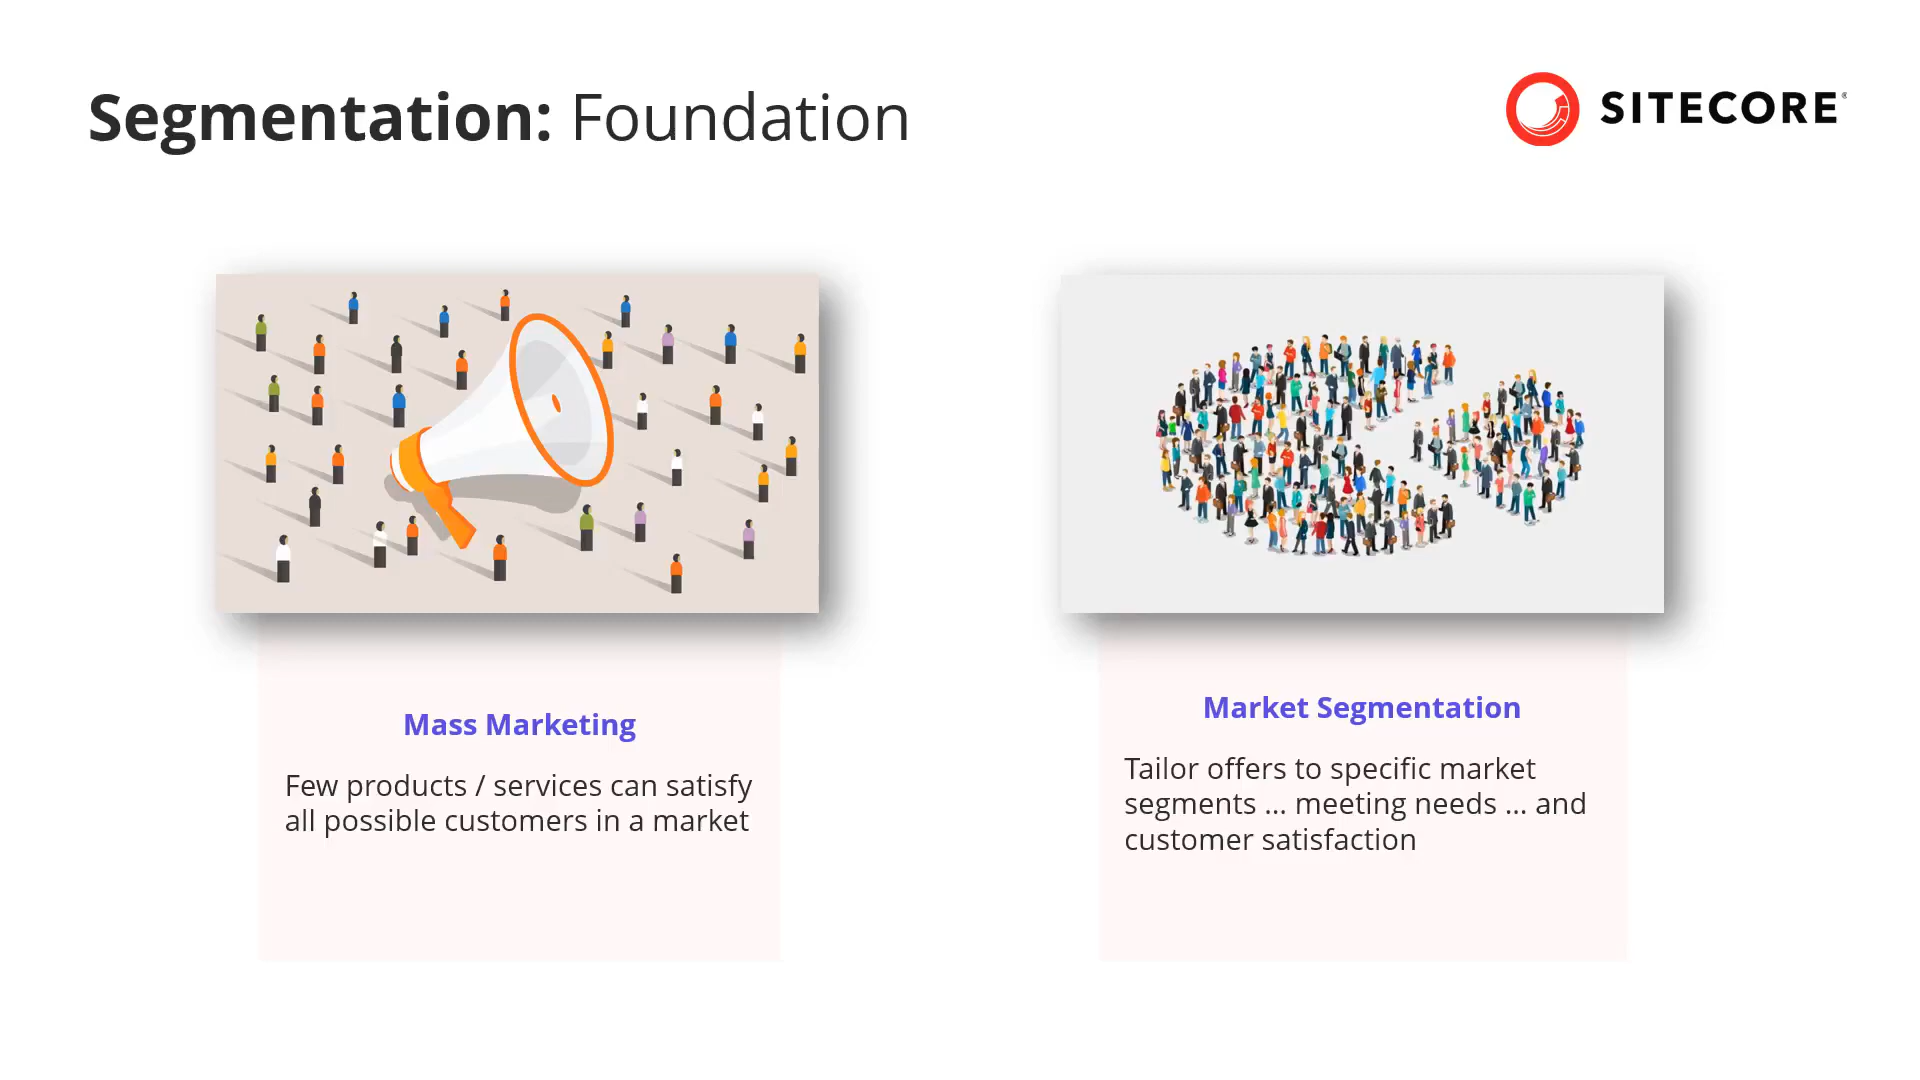 Segmentation: Foundation
SITECORE®
Mass Marketing
Few products / services can satisfy
all possible customers in a market
Market Segmentation
Tailor offers to specific market
segments ... meeting needs ... and
customer satisfaction